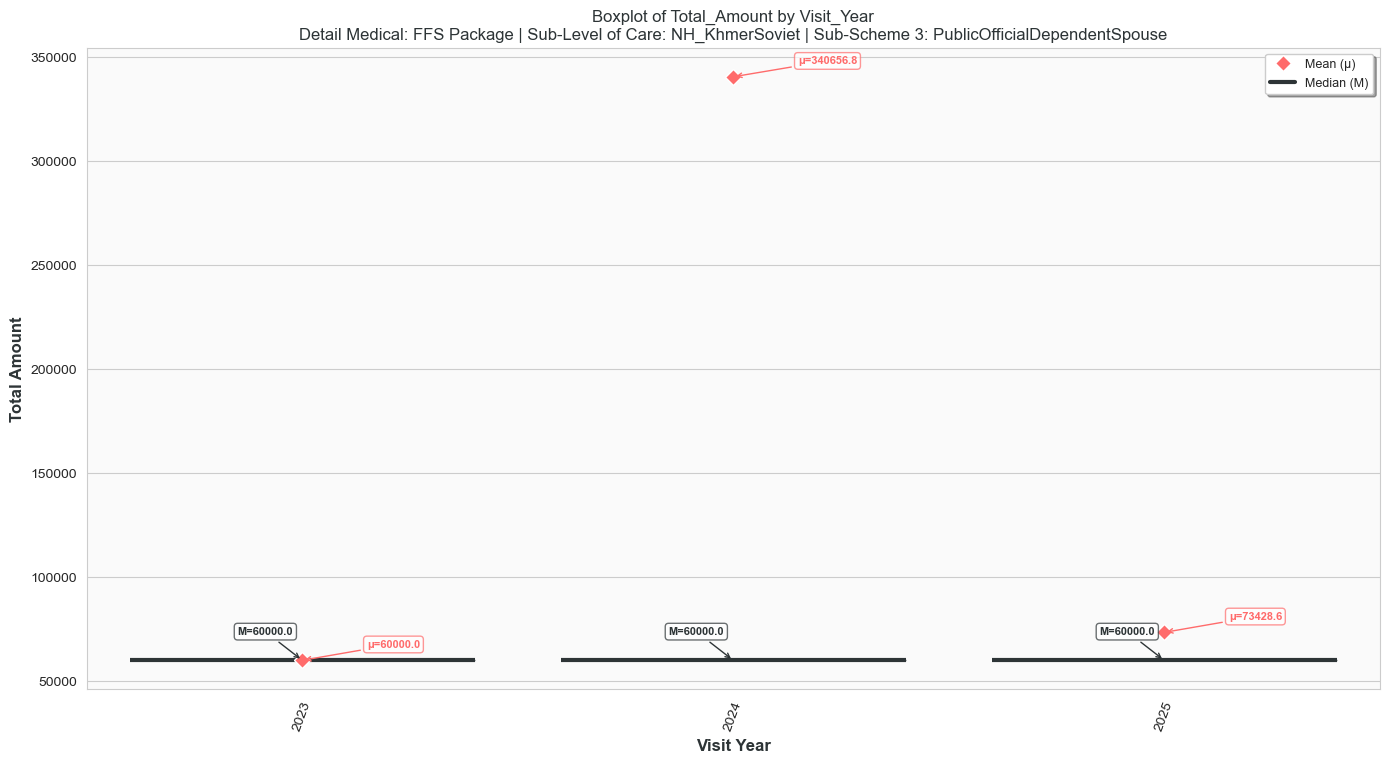 Boxplot of Total_Amount by Visit_Year
Detail Medical: FFS Package | Sub-Level of Care: NH_KhmerSoviet | Sub-Scheme 3: PublicOfficialDependentSpouse
Mean (μ)
Median (M)
Total Amount
350000
300000
250000
200000
150000
100000
50000
μ=340656.8
M=60000.0
μ=60000.0
M=60000.0
M=60000.0
μ=73428.6
2023
2024
2025
Visit Year